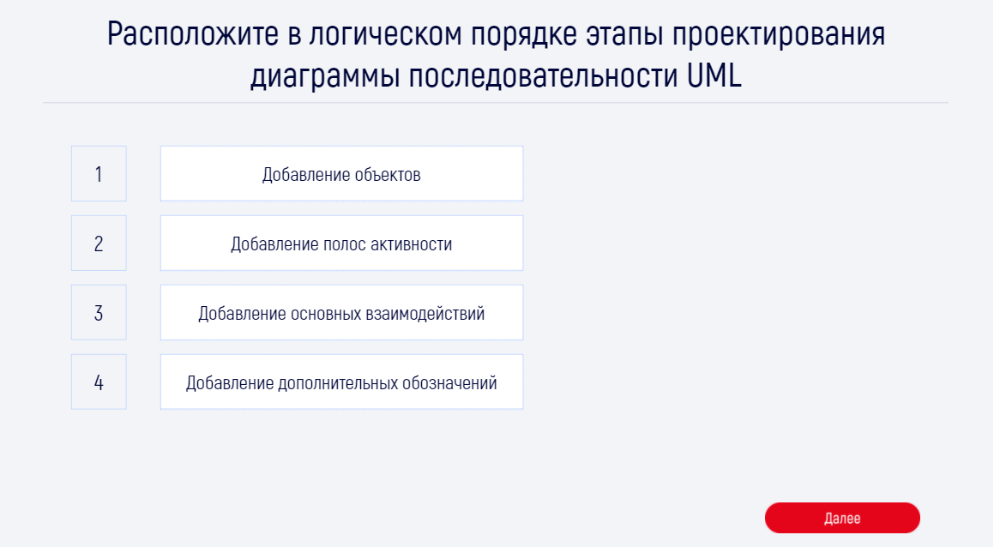 Расположите в логическом порядке этапы проектирования
диаграммы последовательности UML
1 Добавление объектов
2 Добавление полос активности
3 Добавление основных взаимодействий
4 Добавление дополнительных обозначений
Далее